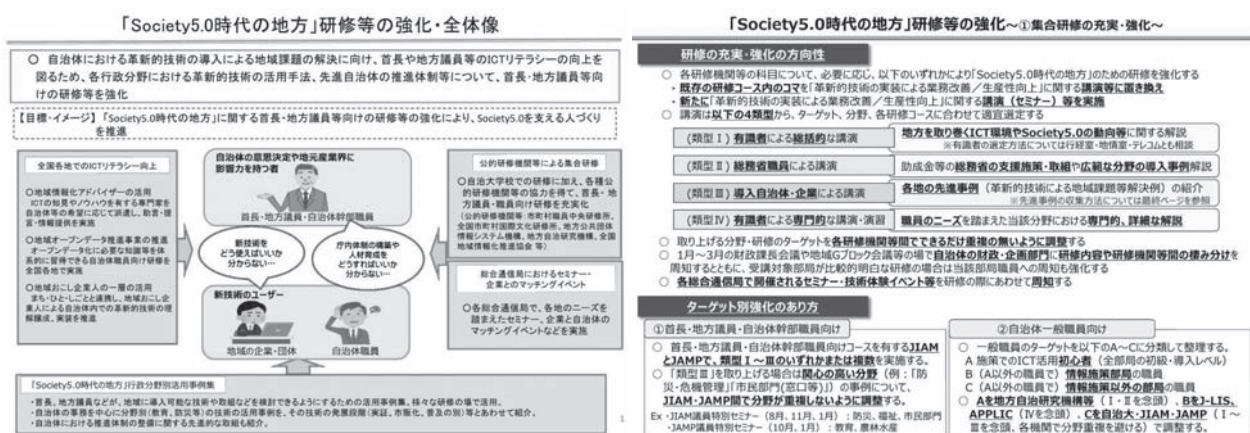 「Society5.0時代の地方」研修等の強化・全体像
○ 自治体における革新的技術の導入による地域課題の解決に向け、首長や地方議員等のICTリテラシーの向上を
図るため、各行政分野における革新的技術の活用手法、先進自治体の推進体制等について、首長・地方議員等向
けの研修等を強化
【目標・イメージ】 「Society5.0時代の地方」に関する首長・地方議員等向けの研修等の強化により、Society5.0を支える人づくり
を推進
全国各地でのICTリテラシー向上
○地域情報化アドバイザーの活用
ICTの知見やノウハウを有する専門家を
自治体等の希望に応じて派遣し、助言・提
言・情報提供を実施
○地域オープンデータ推進事業の推進
オープンデータ化に必要な知識等を体
系的に習得できる自治体職員向け研修を
全国各地で実施
○地域おこし企業人の一層の活用
まち・ひと・しごとと連携し、地域おこし企
業人による自治体内での革新的技術の理
解醸成、実装を推進
自治体の意思決定や地元産業界に
影響力を持つ者
首長・地方議員・自治体幹部職員
新技術を
どう使えばいいか
分からない…
庁内体制の構築や
人材育成を
どうすればいいか
分からない…
新技術のユーザー
地域の企業・団体
自治体職員
公的研修機関等による集合研修
○自治大学校での研修に加え、各種公
的研修機関等の協力を得て、首長・地
方議員・職員向け研修を充実化
(公的研修機関等:市町村職員中央研修所、
全国市町村国際文化研修所、地方公共団体
情報システム機構、地方自治研究機構、全国
地域情報化推進協会 等)
総合通信局におけるセミナー・
企業とのマッチングイベント
○各総合通信局で、各地のニーズを
踏まえたセミナー、企業と自治体の
マッチングイベントなどを実施
「Society5.0時代の地方」行政分野別活用事例集
・首長、地方議員などが、地域に導入可能な技術や取組などを検討できるようにするための活用事例集、様々な研修の場で活用。
・自治体の事務を中心に分野別(教育、防災等)の技術の活用事例を、その技術の発展段階(実証、市販化、普及の別)等とあわせて紹介。
・自治体における推進体制の整備に関する先進的な取組も紹介。
1
「Society5.0時代の地方」研修等の強化~①集合研修の充実・強化~
研修の充実・強化の方向性
○ 各研修機関等の科目について、必要に応じ、以下のいずれかにより「Society5.0時代の地方」のための研修を強化する
・既存の研修コース内のコマを「革新的技術の実装による業務改善/生産性向上」に関する講演等に置き換え
・新たに「革新的技術の実装による業務改善/生産性向上」に関する講演(セミナー)等を実施
○ 講演は以下の4類型から、ターゲット、分野、各研修コースに合わせて適宜選定する
(類型Ⅰ)有識者による総括的な講演
地方を取り巻くICT環境やSociety5.0の動向等に関する解説
※有識者の選定方法については行経室・地情室・テレコムとも相談
(類型Ⅱ)総務省職員による講演
助成金等の総務省の支援施策・取組や広範な分野の導入事例解説
(類型Ⅲ)導入自治体・企業による講演
各地の先進事例(革新的技術による地域課題等解決例)の紹介
※先進事例の収集方法については最終ページを参照
(類型Ⅳ)有識者による専門的な講演・演習
職員のニーズを踏まえた当該分野における専門的、詳細な解説
○ 取り上げる分野・研修のターゲットを各研修機関等間でできるだけ重複の無いように調整する
○ 1月~3月の財政課長会議や地域Gブロック会議等の場で自治体の財政・企画部門に研修内容や研修機関等間の棲み分けを
周知するとともに、受講対象部局が比較的明白な研修の場合は当該部局職員への周知も強化する
○ 各総合通信局で開催されるセミナー・技術体験イベント等を研修の際にあわせて周知する
ターゲット別強化のあり方
①首長・地方議員・自治体幹部職員向け
○ 首長・地方議員・自治体幹部職員向けコースを有するJIAM
とJAMPで、類型Ⅰ~Ⅲのいずれかまたは複数を実施する。
○ 「類型Ⅲ」を取り上げる場合は関心の高い分野(例:「防
災・危機管理」「市民部門(窓口等)」)の事例について、
JIAM・JAMP間で分野が重複しないように調整する。
Ex・JIAM議員特別セミナー(8月、11月、1月):防災、福祉、市民部門
・JAMP議員特別セミナー(10月、1月):教育、農林水産
②自治体一般職員向け
○ 一般職員のターゲットを以下のA~Cに分類して整理する。
A 施策でのICT活用初心者(全部局の初級・導入レベル)
B(A以外の職員で)情報施策部局の職員
C(A以外の職員で)情報施策以外の部局の職員
○ Aを地方自治研究機構等(Ⅰ・Ⅱを念頭)、BをJ-LIS、
APPLIC(Ⅳを念頭)、Cを自治大・JIAM・JAMP(Ⅰ~
Ⅲを念頭、各機関で分野重複を避ける)で調整する。